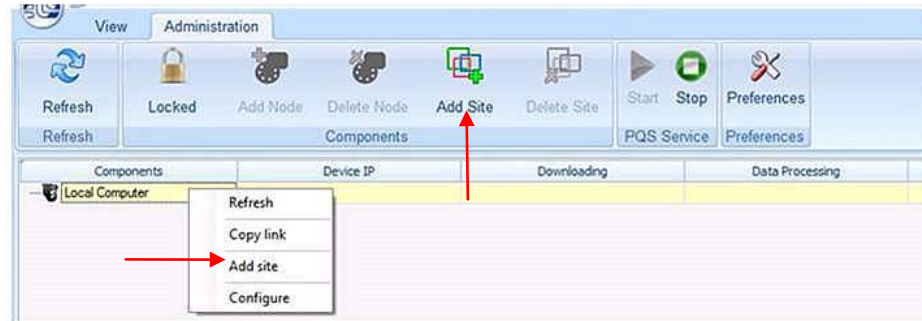 View Administration
Refresh Locked Add Node Delete Node Add Site Delete Site Start Stop Preferences
Refresh Components PQS Service Preferences
Components Device IP Downloading Data Processing
Local Computer
Refresh
Copy link
Add site
Configure